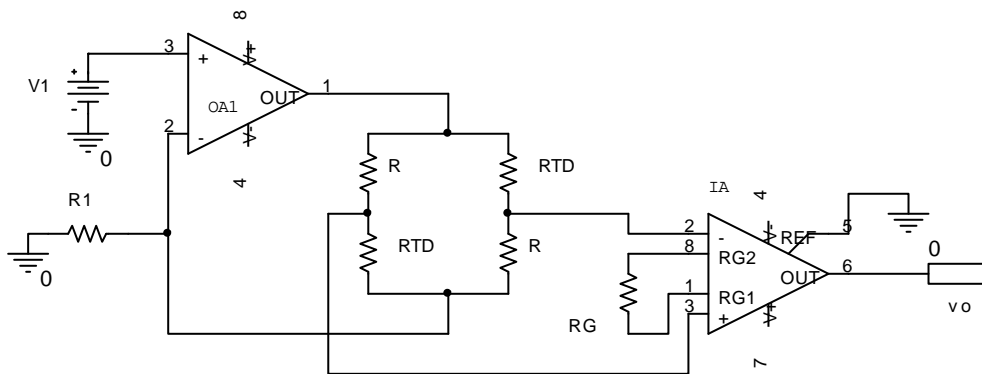 8
3
V+
V1
+
+
1
OUT
OA1
-
2
-
V-
0
4
R
RTD
R1
IA
4
RTD
R
2
-
V-
REF
5
8
RG2
0
0
OUT
6
1
RG1
RG
3
+
V+
vo
7